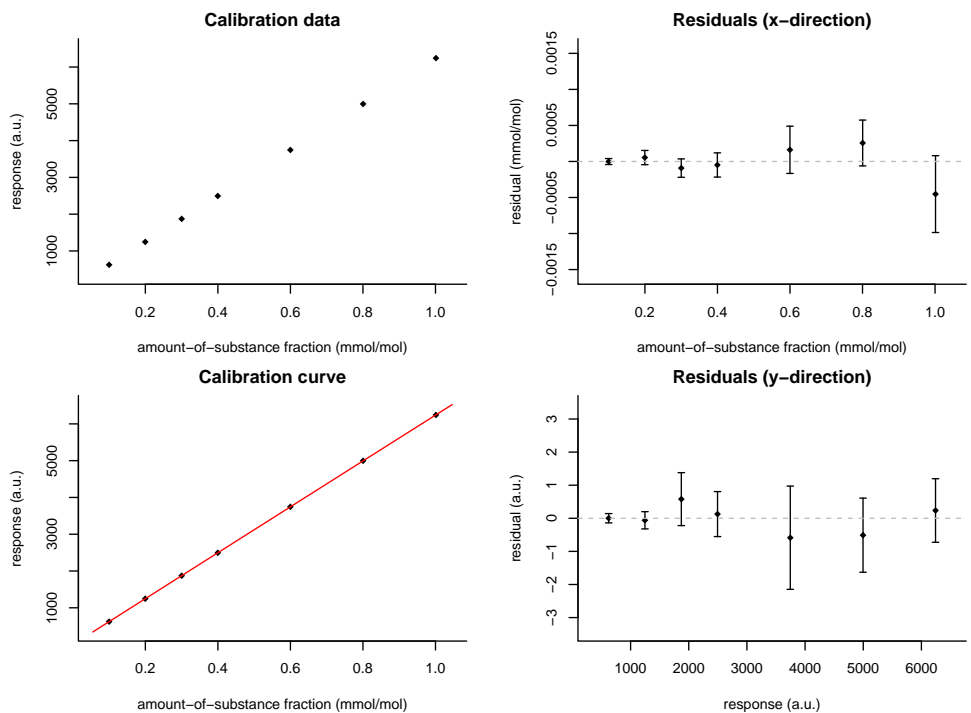 Calibration data
response (a.u.)
5000
3000
1000
0.2 0.4 0.6 0.8 1.0
amount−of−substance fraction (mmol/mol)
Residuals (x−direction)
residual (mmol/mol)
0.0015
0.0005
−0.0005
−0.0015
0.2 0.4 0.6 0.8 1.0
amount−of−substance fraction (mmol/mol)
Calibration curve
response (a.u.)
5000
3000
1000
0.2 0.4 0.6 0.8 1.0
amount−of−substance fraction (mmol/mol)
Residuals (y−direction)
residual (a.u.)
3
2
1
0
−1
−2
−3
1000 2000 3000 4000 5000 6000
response (a.u.)